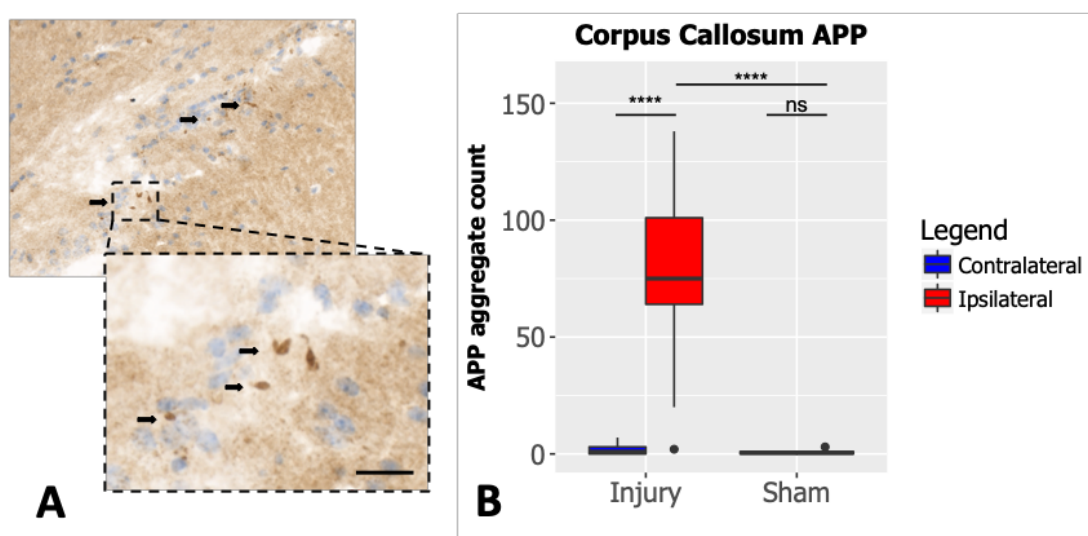 A
Corpus Callosum APP
APP aggregate count
150
100
50
0
****
****
ns
Injury
Sham
Legend
Contralateral
Ipsilateral
B